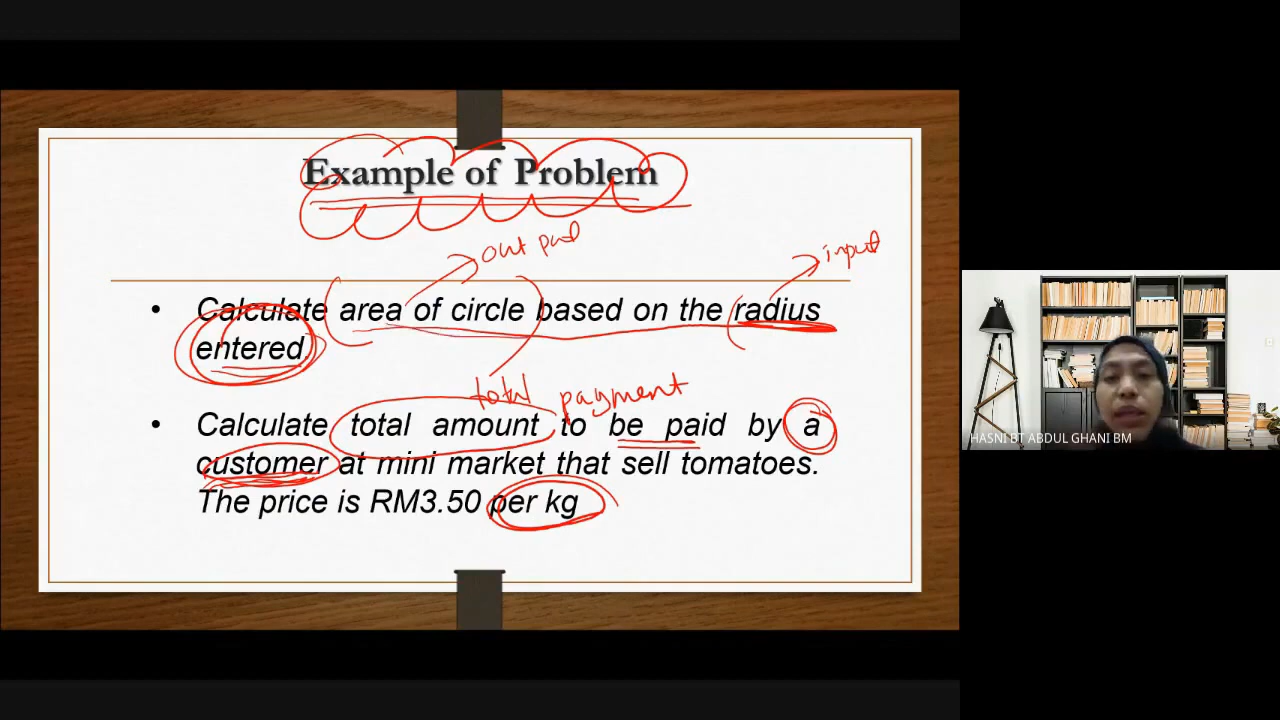 Example of Problem
out put
input
Calculate area of circle based on the radius
entered.
total payment
Calculate total amount to be paid by a
customer at mini market that sell tomatoes.
The price is RM3.50 per kg
HASNI BT ABDUL GHANI BM